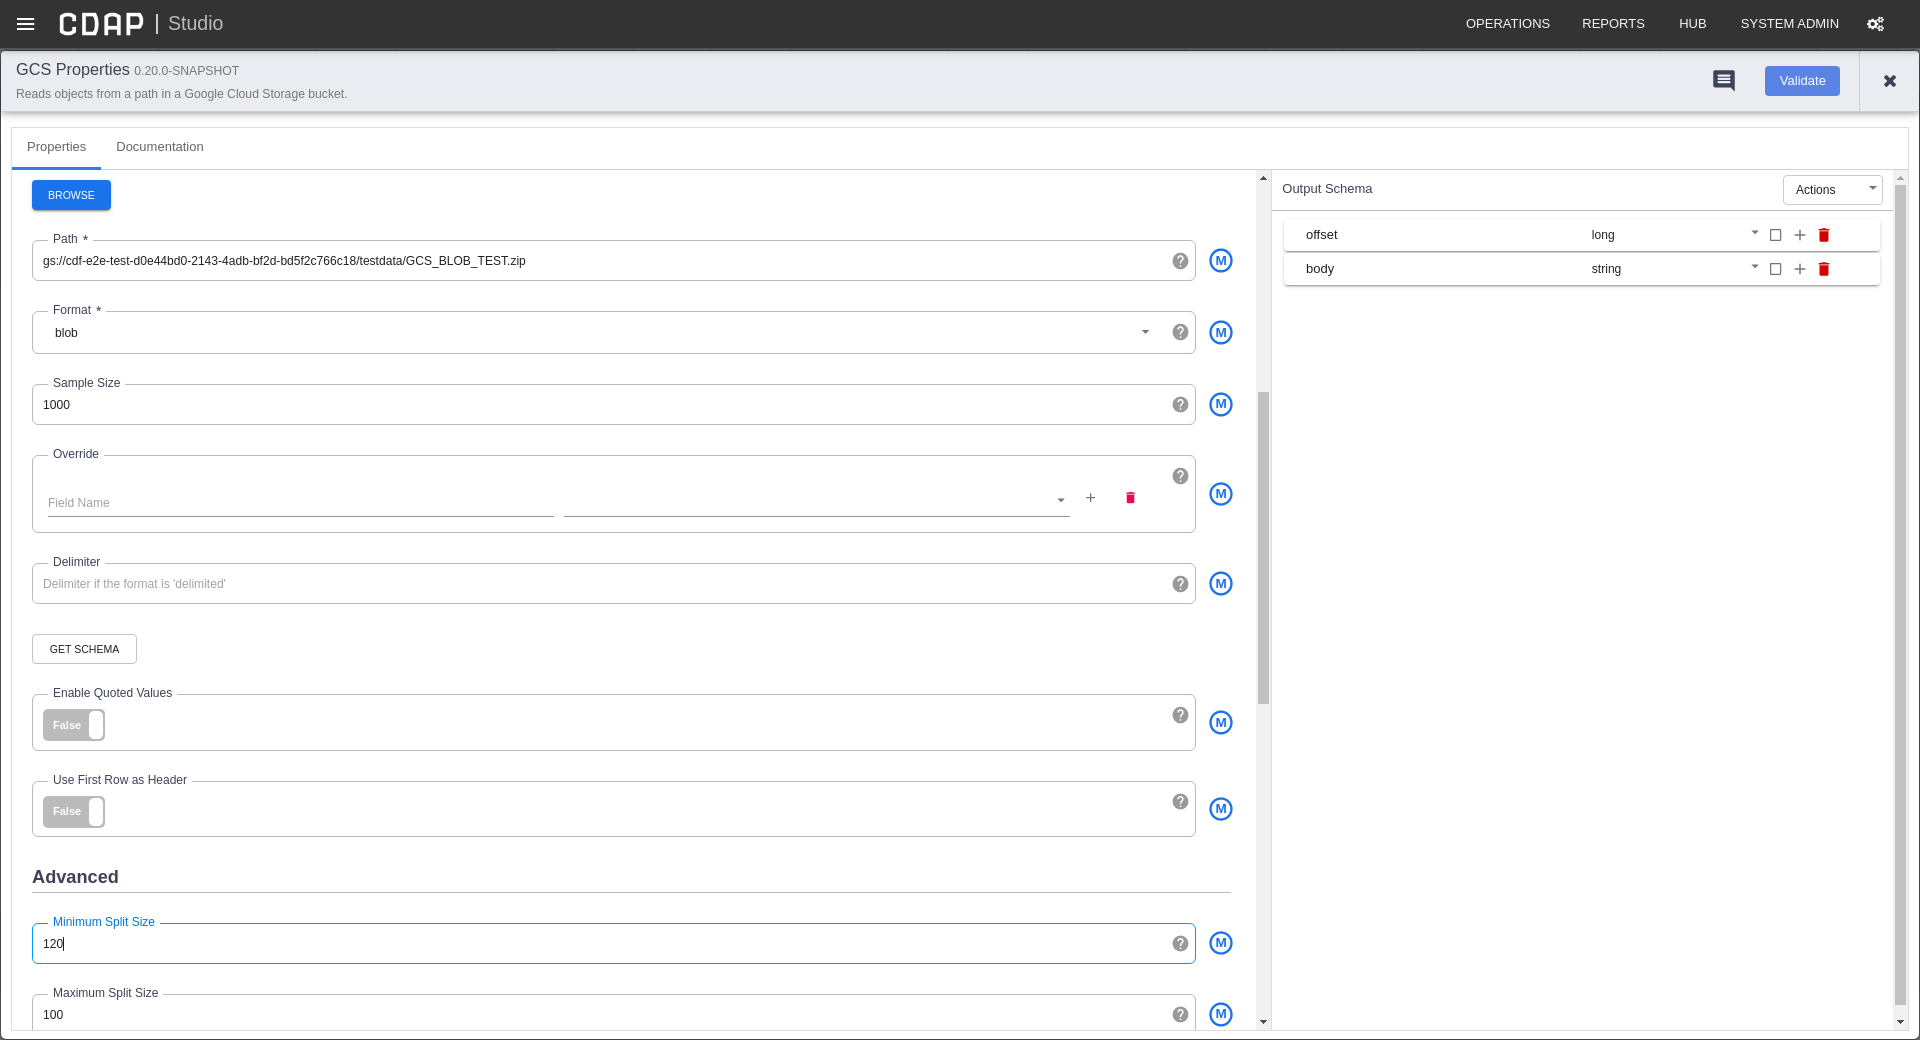 CDAP | Studio
OPERATIONS REPORTS HUB SYSTEM ADMIN
GCS Properties 0.20.0-SNAPSHOT
Reads objects from a path in a Google Cloud Storage bucket.
Validate
Properties Documentation
BROWSE
Path *
gs://cdf-e2e-test-d0e44bd0-2143-4adb-bf2d-bd5f2c766c18/testdata/GCS_BLOB_TEST.zip
? M
Format *
blob
? M
Sample Size
1000
? M
Override
Field Name
? M
Delimiter
Delimiter if the format is 'delimited'
? M
GET SCHEMA
Enable Quoted Values
False
? M
Use First Row as Header
False
? M
Advanced
Minimum Split Size
120
? M
Maximum Split Size
100
? M
Output Schema
Actions
offset long
body string